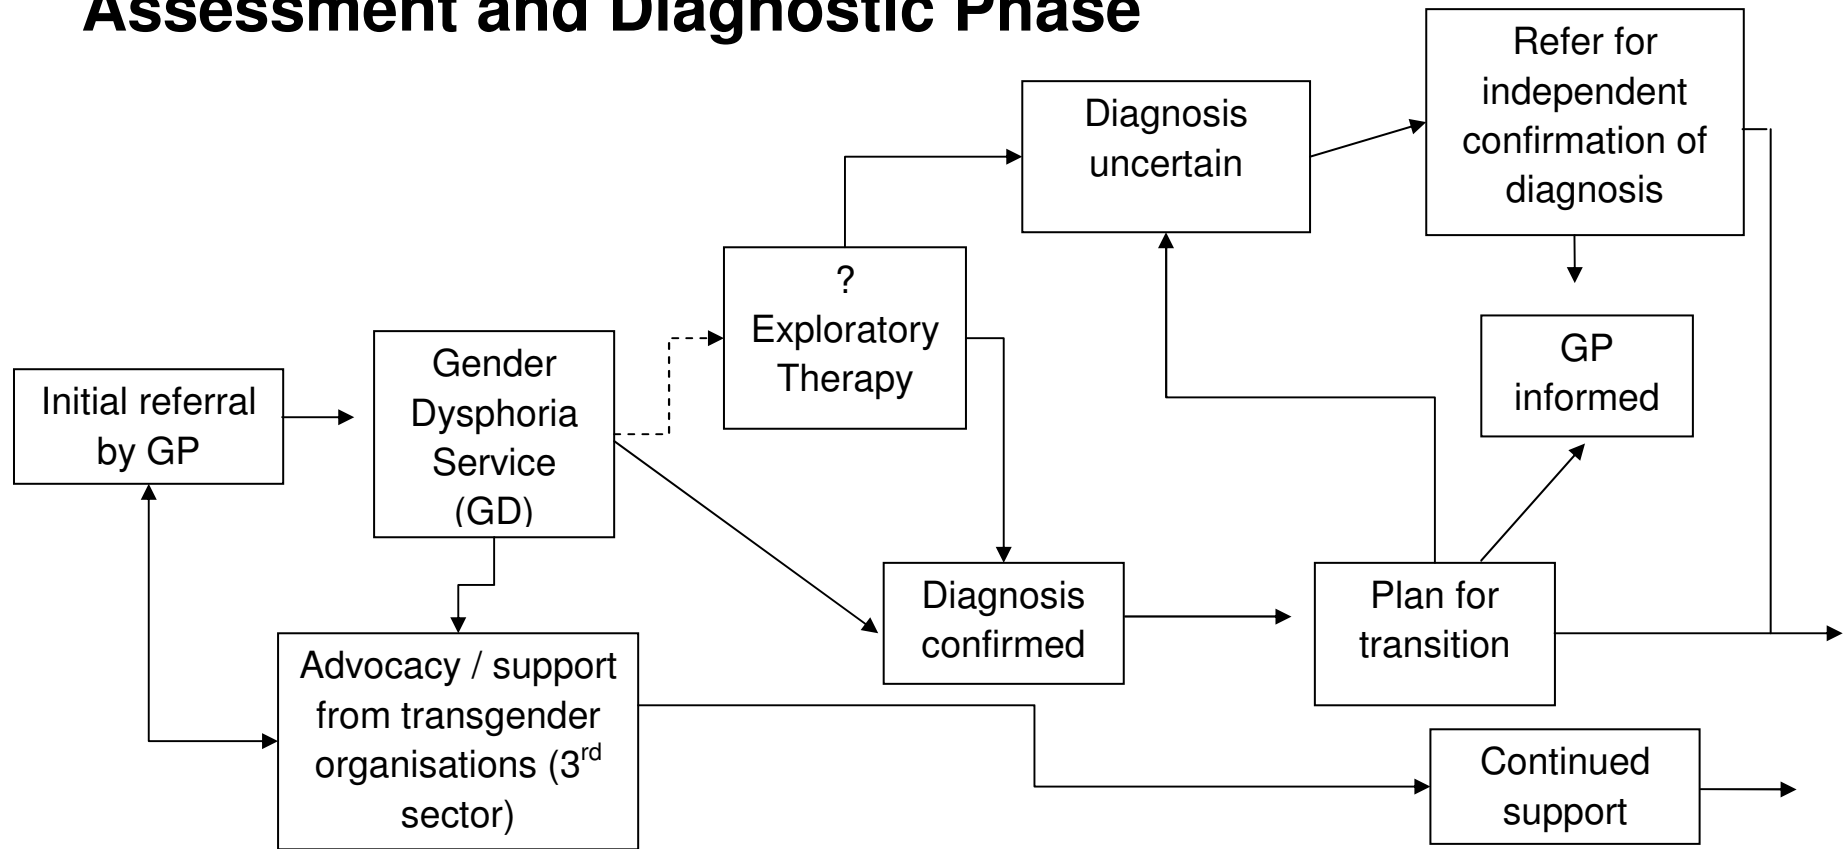 Assessment and Diagnostic Phase
Refer for
independent
confirmation of
diagnosis
Diagnosis
uncertain
?
Exploratory
Therapy
GP
informed
Gender
Dysphoria
Service
(GD)
Initial referral
by GP
Diagnosis
confirmed
Plan for
transition
Advocacy / support
from transgender
organisations (3rd
sector)
Continued
support